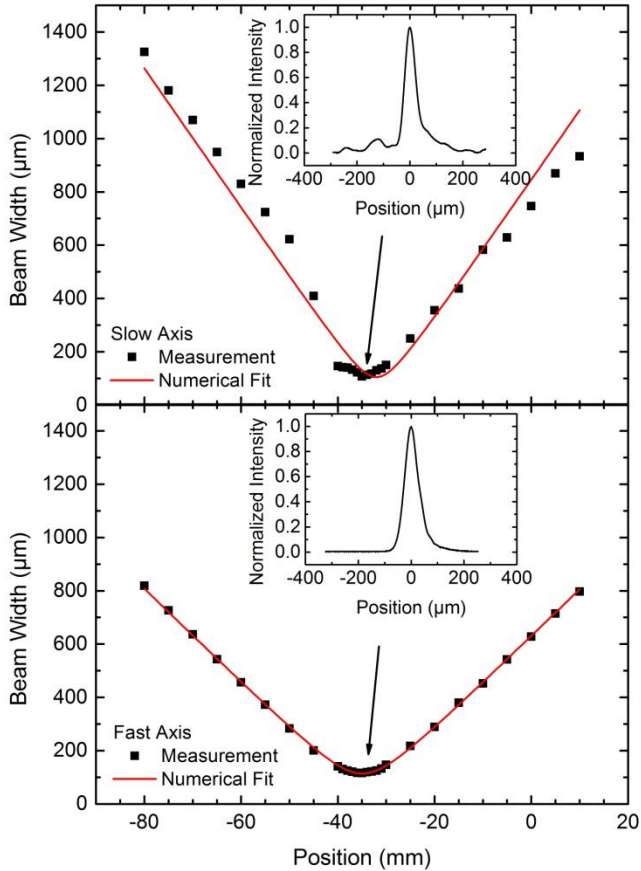 1400
1200
1000
800
600
400
200
0
Beam Width (µm)
Slow Axis
Measurement
Numerical Fit
1.0
0.8
0.6
0.4
0.2
0.0
Normalized Intensity
-400 -200 0 200 400
Position (µm)
1400
1200
1000
800
600
400
200
0
Beam Width (µm)
Fast Axis
Measurement
Numerical Fit
1.0
0.8
0.6
0.4
0.2
0.0
Normalized Intensity
-400 -200 0 200 400
Position (µm)
-80 -60 -40 -20 0 20
Position (mm)